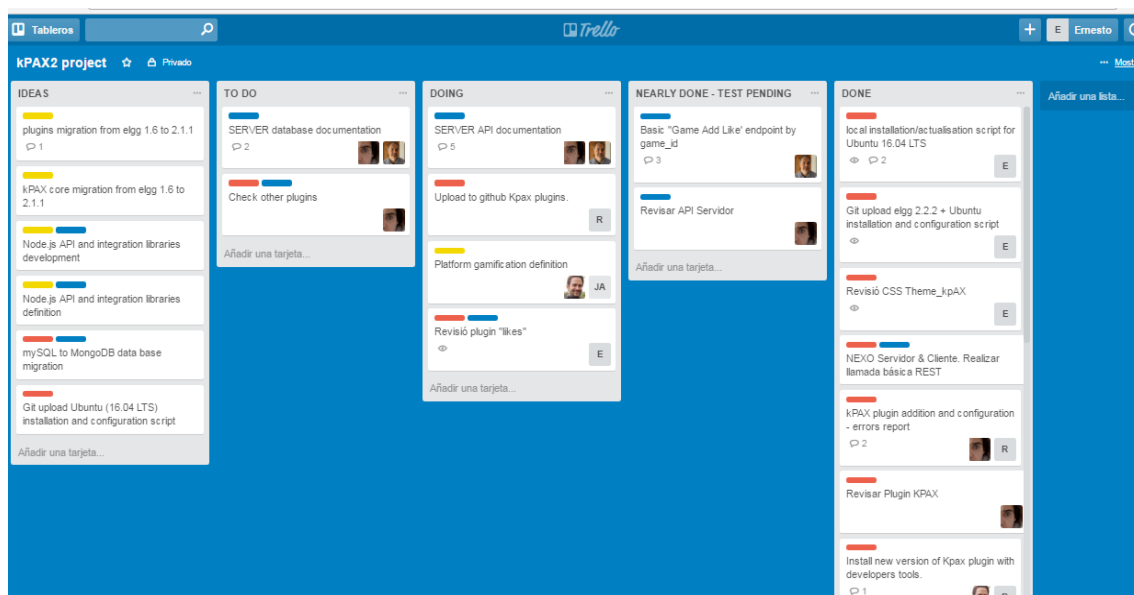 Tableros
Trello
E Ernesto
kPAX2 project
Privado
Most
IDEAS
plugins migration from elgg 1.6 to 2.1.1
1
kPAX core migration from elgg 1.6 to
2.1.1
Node.js API and integration libraries
development
Node.js API and integration libraries
definition
mySQL to MongoDB data base
migration
Git upload Ubuntu (16.04 LTS)
installation and configuration script
Añadir una tarjeta...
TO DO
SERVER database documentation
2
Check other plugins
Añadir una tarjeta...
DOING
SERVER API documentation
5
Upload to github Kpax plugins.
R
Platform gamification definition
JA
Revisió plugin "likes"
E
Añadir una tarjeta...
NEARLY DONE - TEST PENDING
Basic "Game Add Like' endpoint by
game_id
3
Revisar API Servidor
Añadir una tarjeta...
DONE
local installation/actualisation script for
Ubuntu 16.04 LTS
2
E
Git upload elgg 2.2.2 + Ubuntu
installation and configuration script
E
Revisió CSS Theme_kpAX
E
NEXO Servidor & Cliente. Realizar
llamada básica REST
kPAX plugin addition and configuration
- errors report
2
R
Revisar Plugin KPAX
Install new version of Kpax plugin with
developers tools.
1
Añadir una lista...